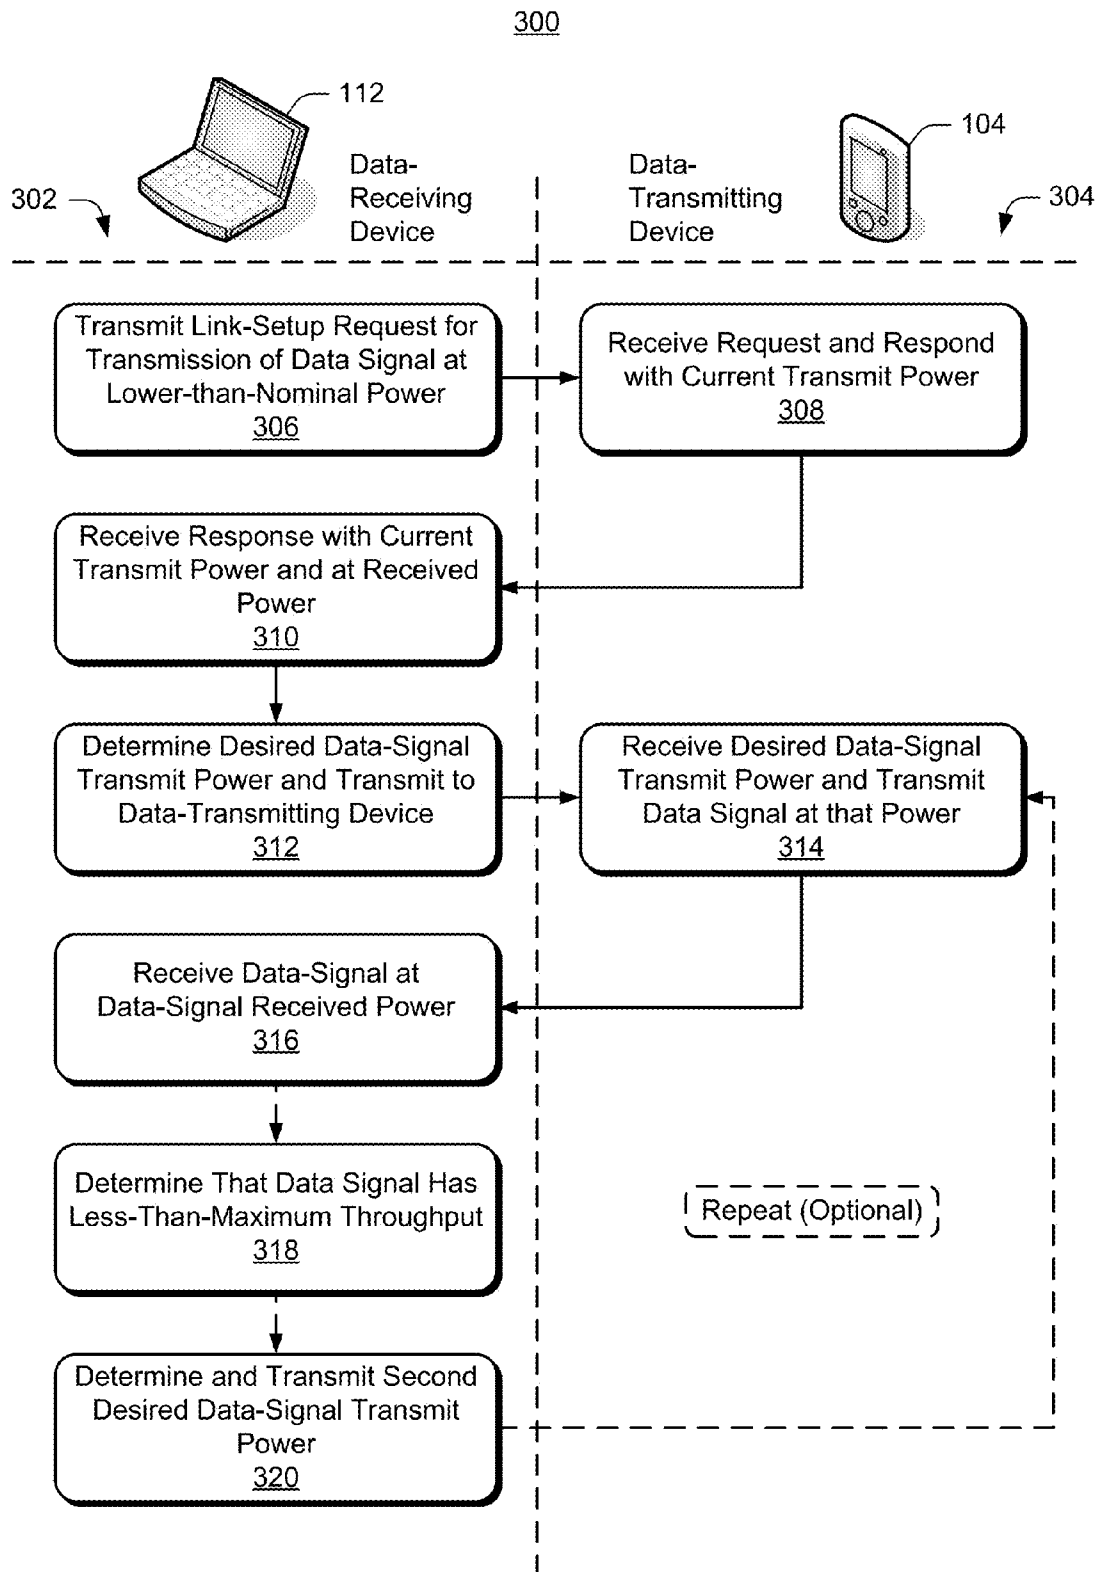 300
112
104
302
Data-
Receiving
Device
Data-
Transmitting
Device
304
Transmit Link-Setup Request for
Transmission of Data Signal at
Lower-than-Nominal Power
306
Receive Request and Respond
with Current Transmit Power
308
Receive Response with Current
Transmit Power and at Received
Power
310
Determine Desired Data-Signal
Transmit Power and Transmit to
Data-Transmitting Device
312
Receive Desired Data-Signal
Transmit Power and Transmit
Data Signal at that Power
314
Receive Data-Signal at
Data-Signal Received Power
316
Determine That Data Signal Has
Less-Than-Maximum Throughput
318
Repeat (Optional)
Determine and Transmit Second
Desired Data-Signal Transmit
Power
320